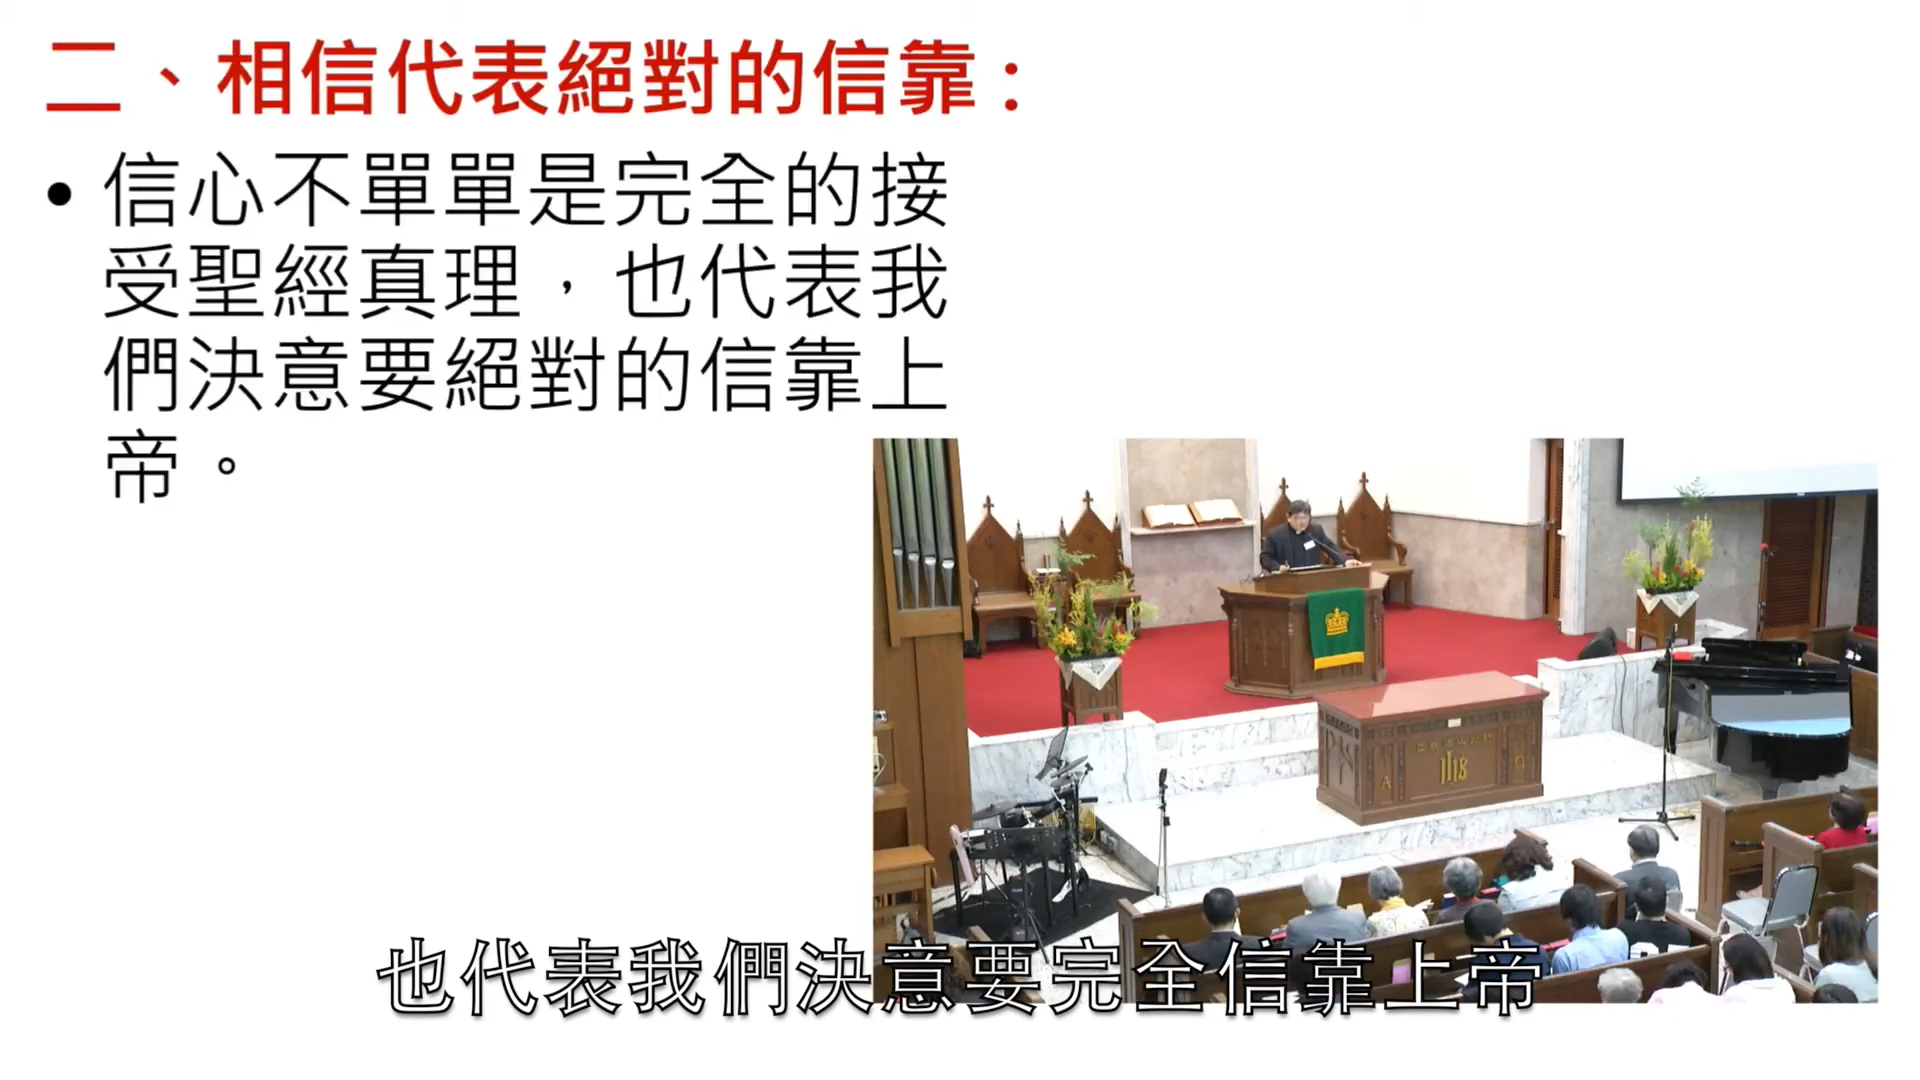 二、相信代表絕對的信靠：
• 信心不單單是完全的接
受聖經真理，也代表我
們決意要絕對的信靠上
帝。
IHS
A
Ω
也代表我們決意要完全信靠上帝